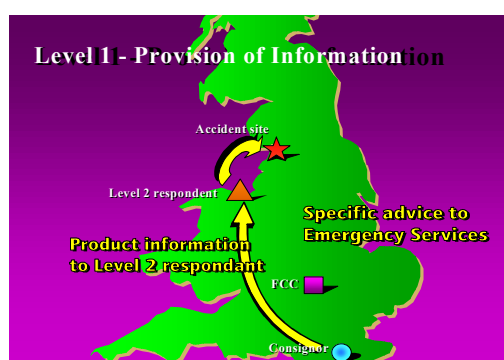 Level 1 - Provision of Information
Accident site
Level 2 respondent
Specific advice to
Emergency Services
Product information
to Level 2 respondant
FCC
Consignor